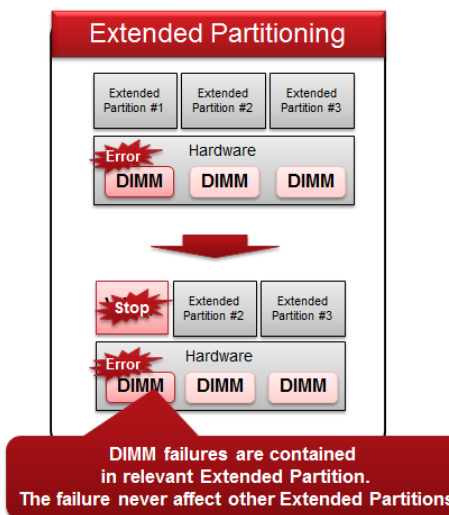 Extended Partitioning
Extended
Partition #1
Extended
Partition #2
Extended
Partition #3
Hardware
Error
DIMM
DIMM
DIMM
Stop
Extended
Partition #2
Extended
Partition #3
Hardware
Error
DIMM
DIMM
DIMM
DIMM failures are contained
in relevant Extended Partition.
The failure never affect other Extended Partitions